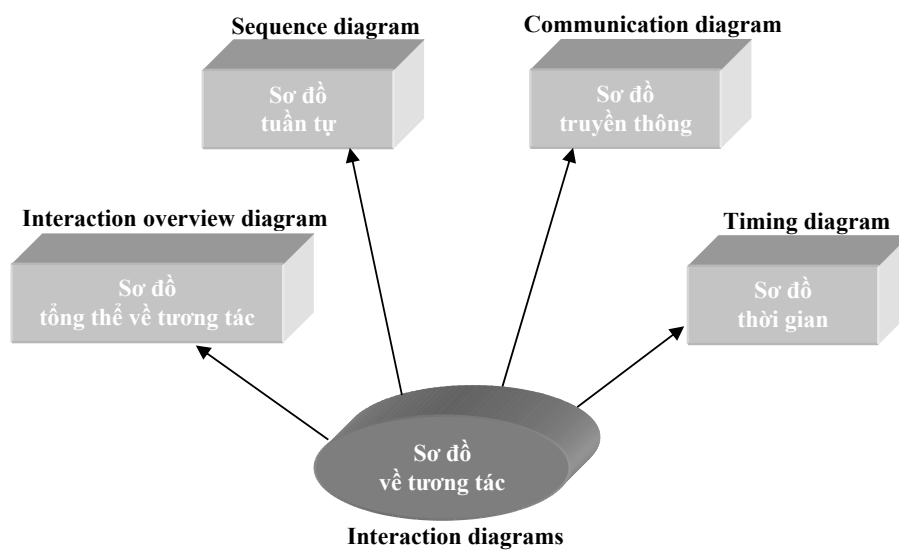 Sequence diagram
Sơ đồ
tuần tự
Communication diagram
Sơ đồ
truyền thông
Interaction overview diagram
Sơ đồ
tổng thể về tương tác
Timing diagram
Sơ đồ
thời gian
Sơ đồ
về tương tác
Interaction diagrams